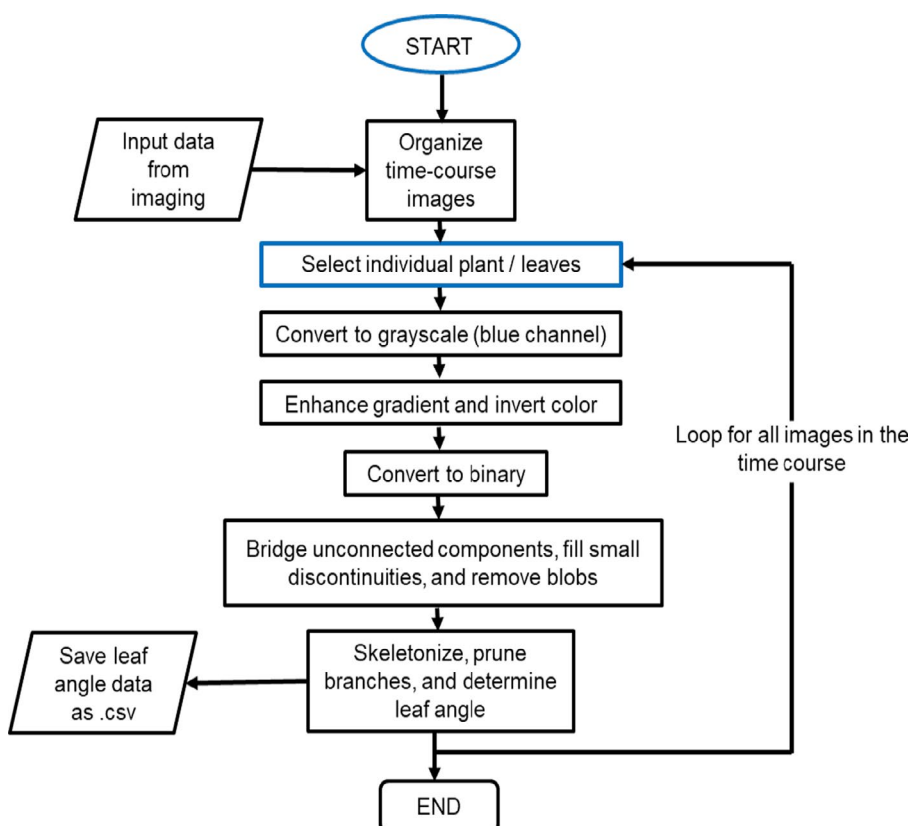 START
Input data
from
imaging
Organize
time-course
images
Select individual plant / leaves
Convert to grayscale (blue channel)
Enhance gradient and invert color
Loop for all images in the
time course
Convert to binary
Bridge unconnected components, fill small
discontinuities, and remove blobs
Save leaf
angle data
as .csv
Skeletonize, prune
branches, and determine
leaf angle
END